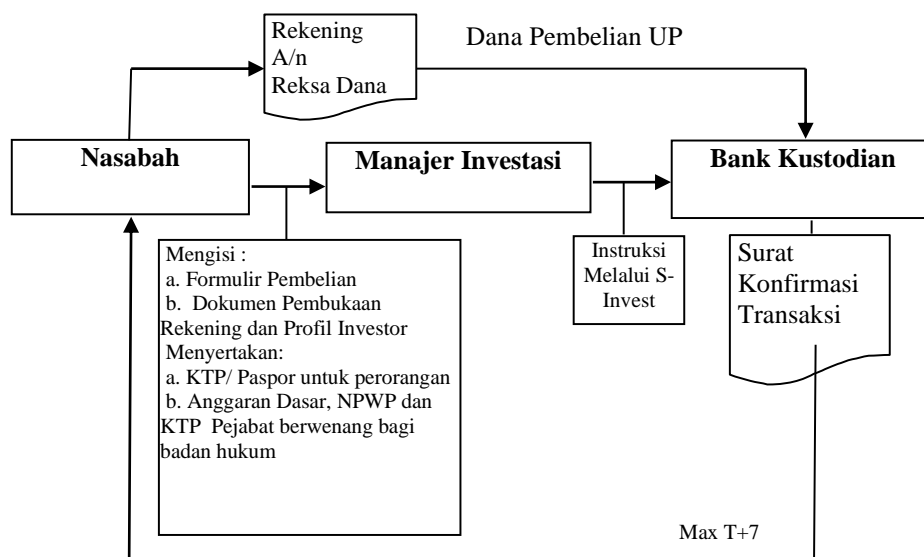 Rekening
A/n
Reksa Dana
Dana Pembelian UP
Nasabah
Manajer Investasi
Bank Kustodian
Mengisi :
a. Formulir Pembelian
b. Dokumen Pembukaan
Rekening dan Profil Investor
Menyertakan:
a. KTP/ Paspor untuk perorangan
b. Anggaran Dasar, NPWP dan
KTP Pejabat berwenang bagi
badan hukum
Instruksi
Melalui S-
Invest
Surat
Konfirmasi
Transaksi
Max T+7